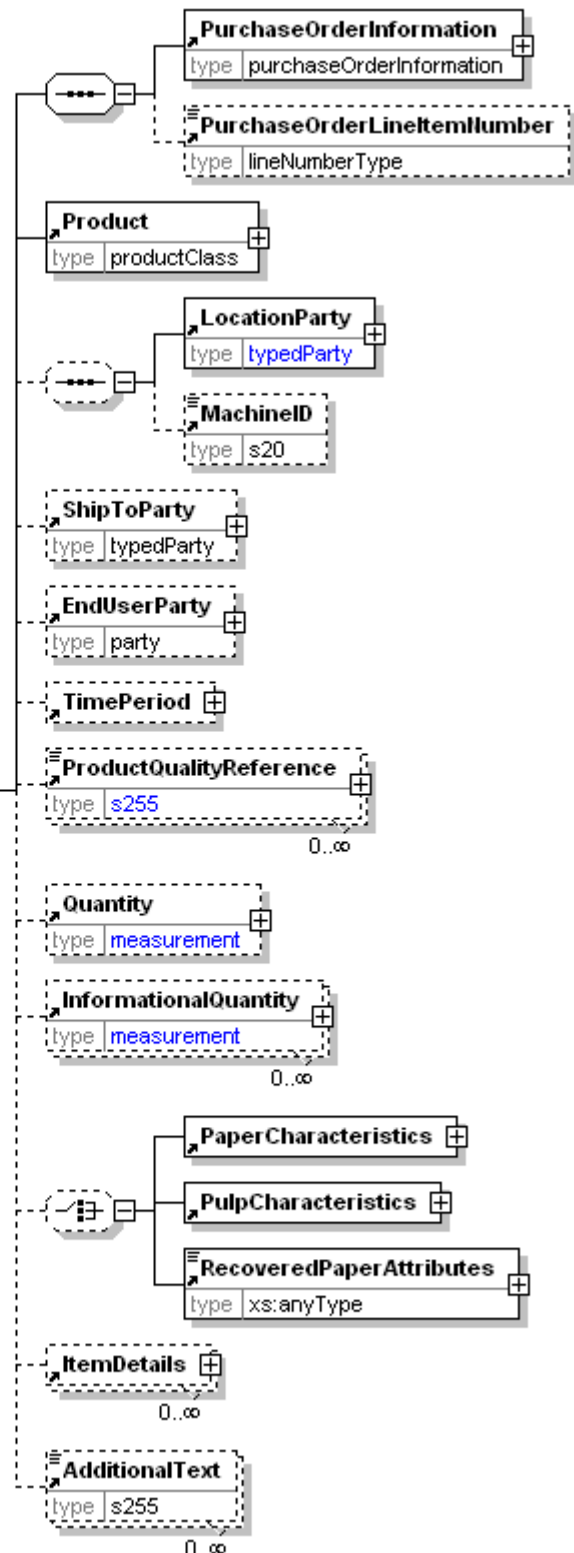 PurchaseOrderInformation
type purchaseOrderInformation
PurchaseOrderLineItemNumber
type lineNumberType
Product
type productClass
LocationParty
type typedParty
MachineID
type s20
ShipToParty
type typedParty
EndUserParty
type party
TimePeriod
ProductQualityReference
type s255
0..∞
Quantity
type measurement
InformationalQuantity
type measurement
0..∞
PaperCharacteristics
PulpCharacteristics
RecoveredPaperAttributes
type xs:anyType
ItemDetails
0..∞
AdditionalText
type s255
0..∞